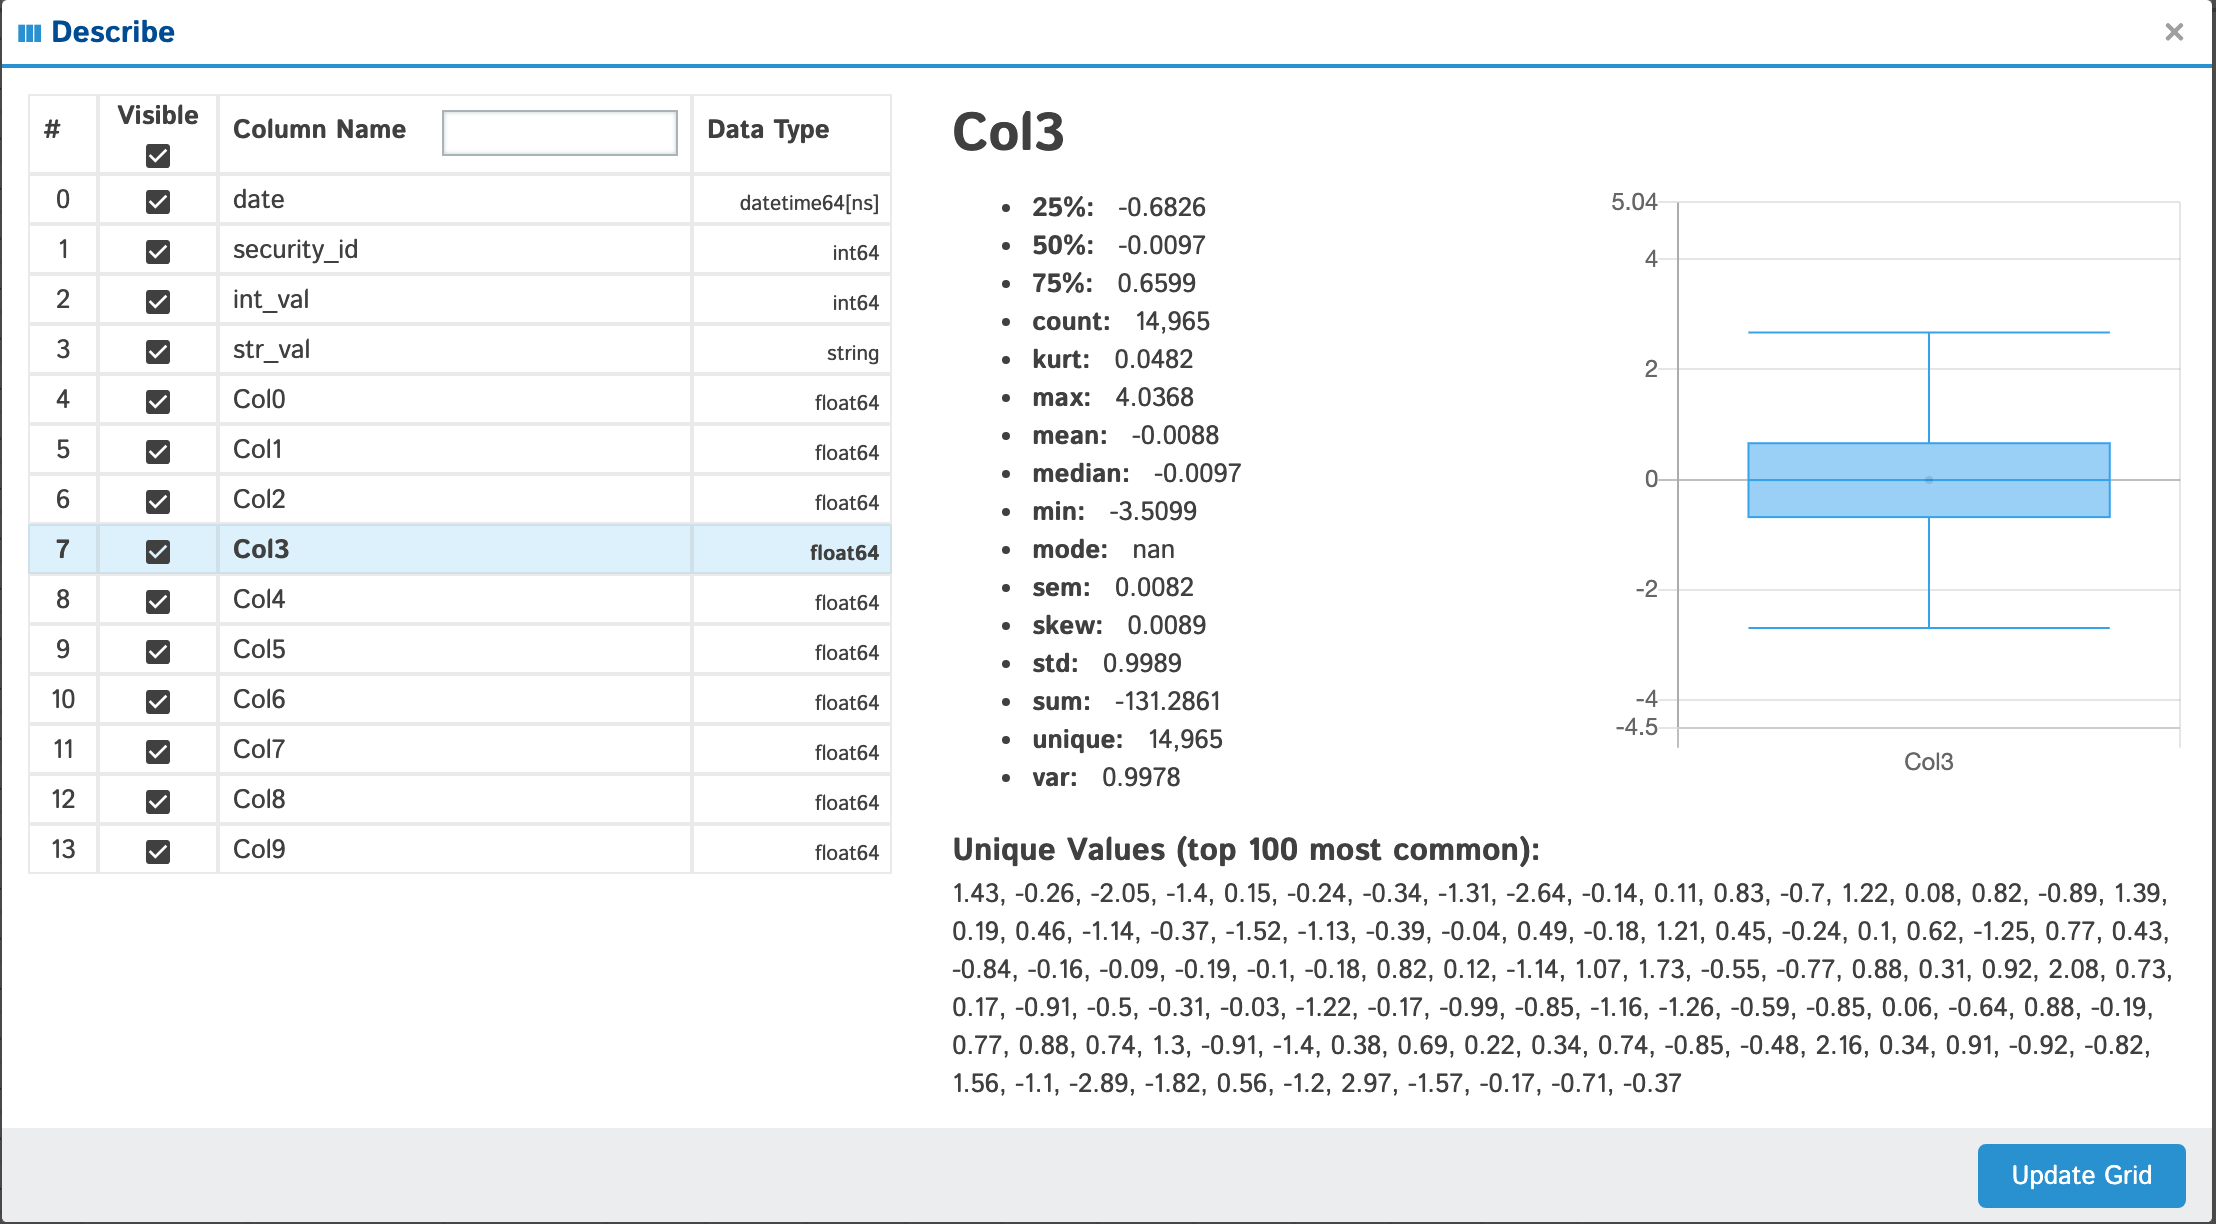 Describe
×
# Visible Column Name Data Type
0 date datetime64[ns]
1 security_id int64
2 int_val int64
3 str_val string
4 Col0 float64
5 Col1 float64
6 Col2 float64
7 Col3 float64
8 Col4 float64
9 Col5 float64
10 Col6 float64
11 Col7 float64
12 Col8 float64
13 Col9 float64
Col3
• 25%: -0.6826
• 50%: -0.0097
• 75%: 0.6599
• count: 14,965
• kurt: 0.0482
• max: 4.0368
• mean: -0.0088
• median: -0.0097
• min: -3.5099
• mode: nan
• sem: 0.0082
• skew: 0.0089
• std: 0.9989
• sum: -131.2861
• unique: 14,965
• var: 0.9978
5.04
4
2
0
-2
-4
-4.5
Col3
Unique Values (top 100 most common):
1.43, -0.26, -2.05, -1.4, 0.15, -0.24, -0.34, -1.31, -2.64, -0.14, 0.11, 0.83, -0.7, 1.22, 0.08, 0.82, -0.89, 1.39,
0.19, 0.46, -1.14, -0.37, -1.52, -1.13, -0.39, -0.04, 0.49, -0.18, 1.21, 0.45, -0.24, 0.1, 0.62, -1.25, 0.77, 0.43,
-0.84, -0.16, -0.09, -0.19, -0.1, -0.18, 0.82, 0.12, -1.14, 1.07, 1.73, -0.55, -0.77, 0.88, 0.31, 0.92, 2.08, 0.73,
0.17, -0.91, -0.5, -0.31, -0.03, -1.22, -0.17, -0.99, -0.85, -1.16, -1.26, -0.59, -0.85, 0.06, -0.64, 0.88, -0.19,
0.77, 0.88, 0.74, 1.3, -0.91, -1.4, 0.38, 0.69, 0.22, 0.34, 0.74, -0.85, -0.48, 2.16, 0.34, 0.91, -0.92, -0.82,
1.56, -1.1, -2.89, -1.82, 0.56, -1.2, 2.97, -1.57, -0.17, -0.71, -0.37
Update Grid